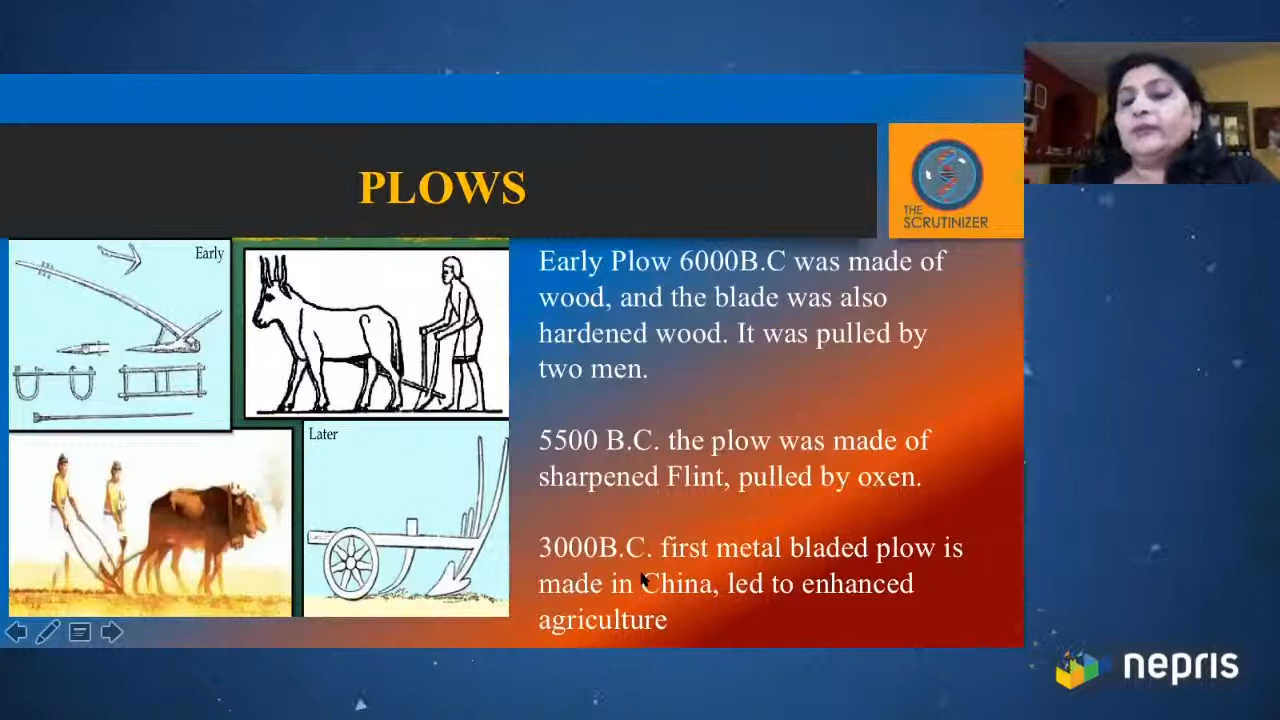 PLOWS
THE
SCRUTINIZER
Early
Later
Early Plow 6000B.C was made of
wood, and the blade was also
hardened wood. It was pulled by
two men.
5500 B.C. the plow was made of
sharpened Flint, pulled by oxen.
3000B.C. first metal bladed plow is
made in China, led to enhanced
agriculture
nepris